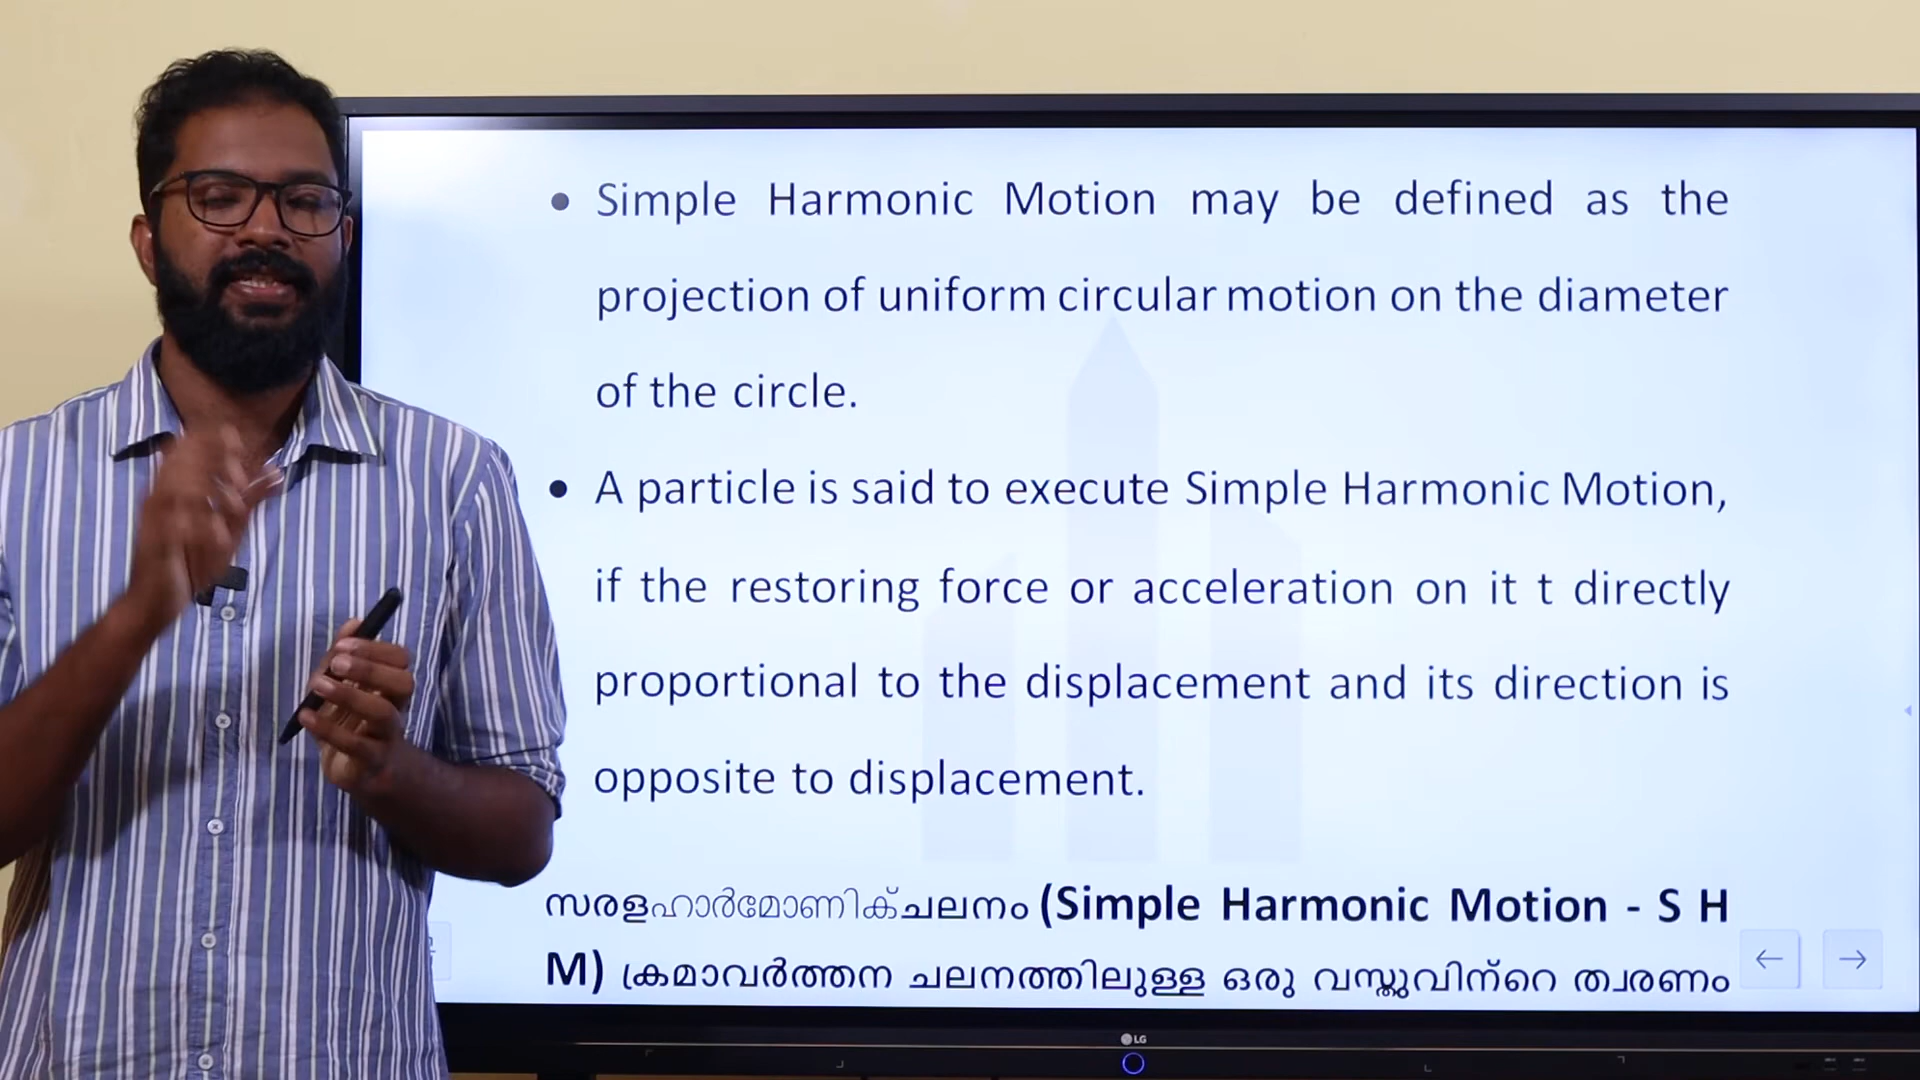 • Simple Harmonic Motion may be defined as the
projection of uniform circular motion on the diameter
of the circle.
• A particle is said to execute Simple Harmonic Motion,
if the restoring force or acceleration on it t directly
proportional to the displacement and its direction is
opposite to displacement.
സരളഹാർമോണിക്ചലനം (Simple Harmonic Motion - S H
M) ക്രമാവർത്തന ചലനത്തിലുള്ള ഒരു വസ്തുവിന്റെ ത്വരണം
LG